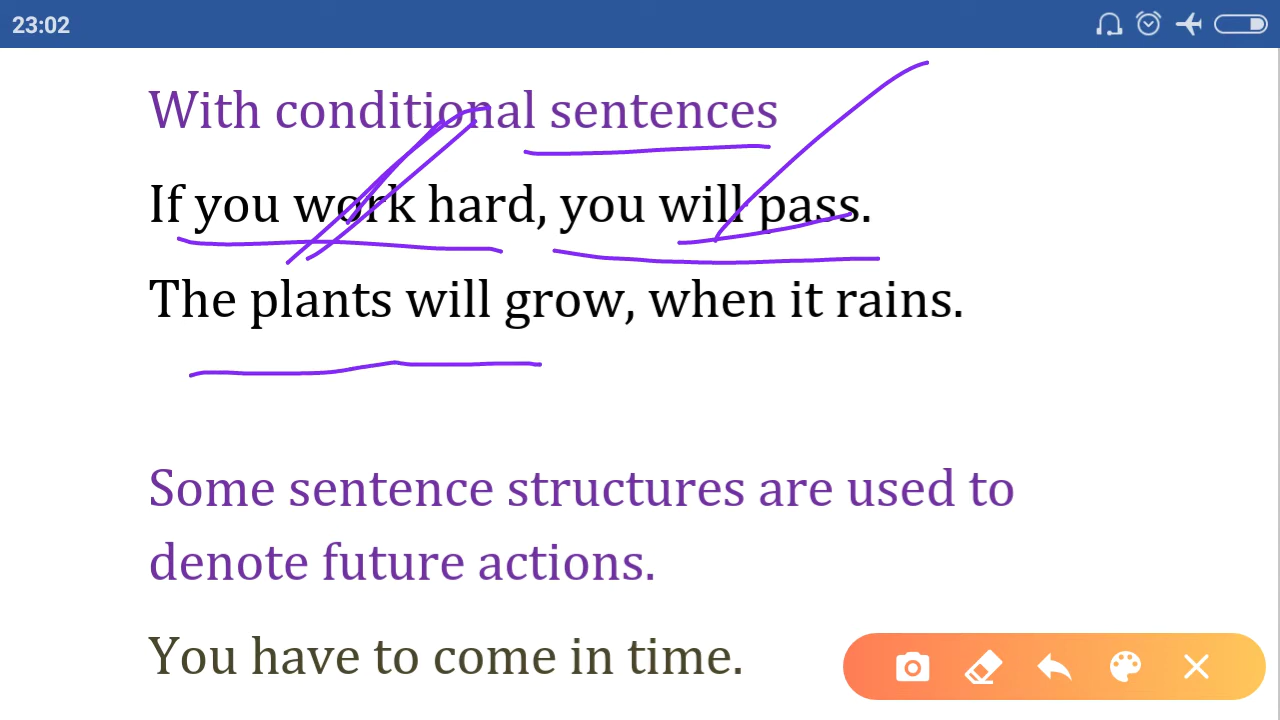 23:02
With conditional sentences
If you work hard, you will pass.
The plants will grow, when it rains.
Some sentence structures are used to
denote future actions.
You have to come in time.